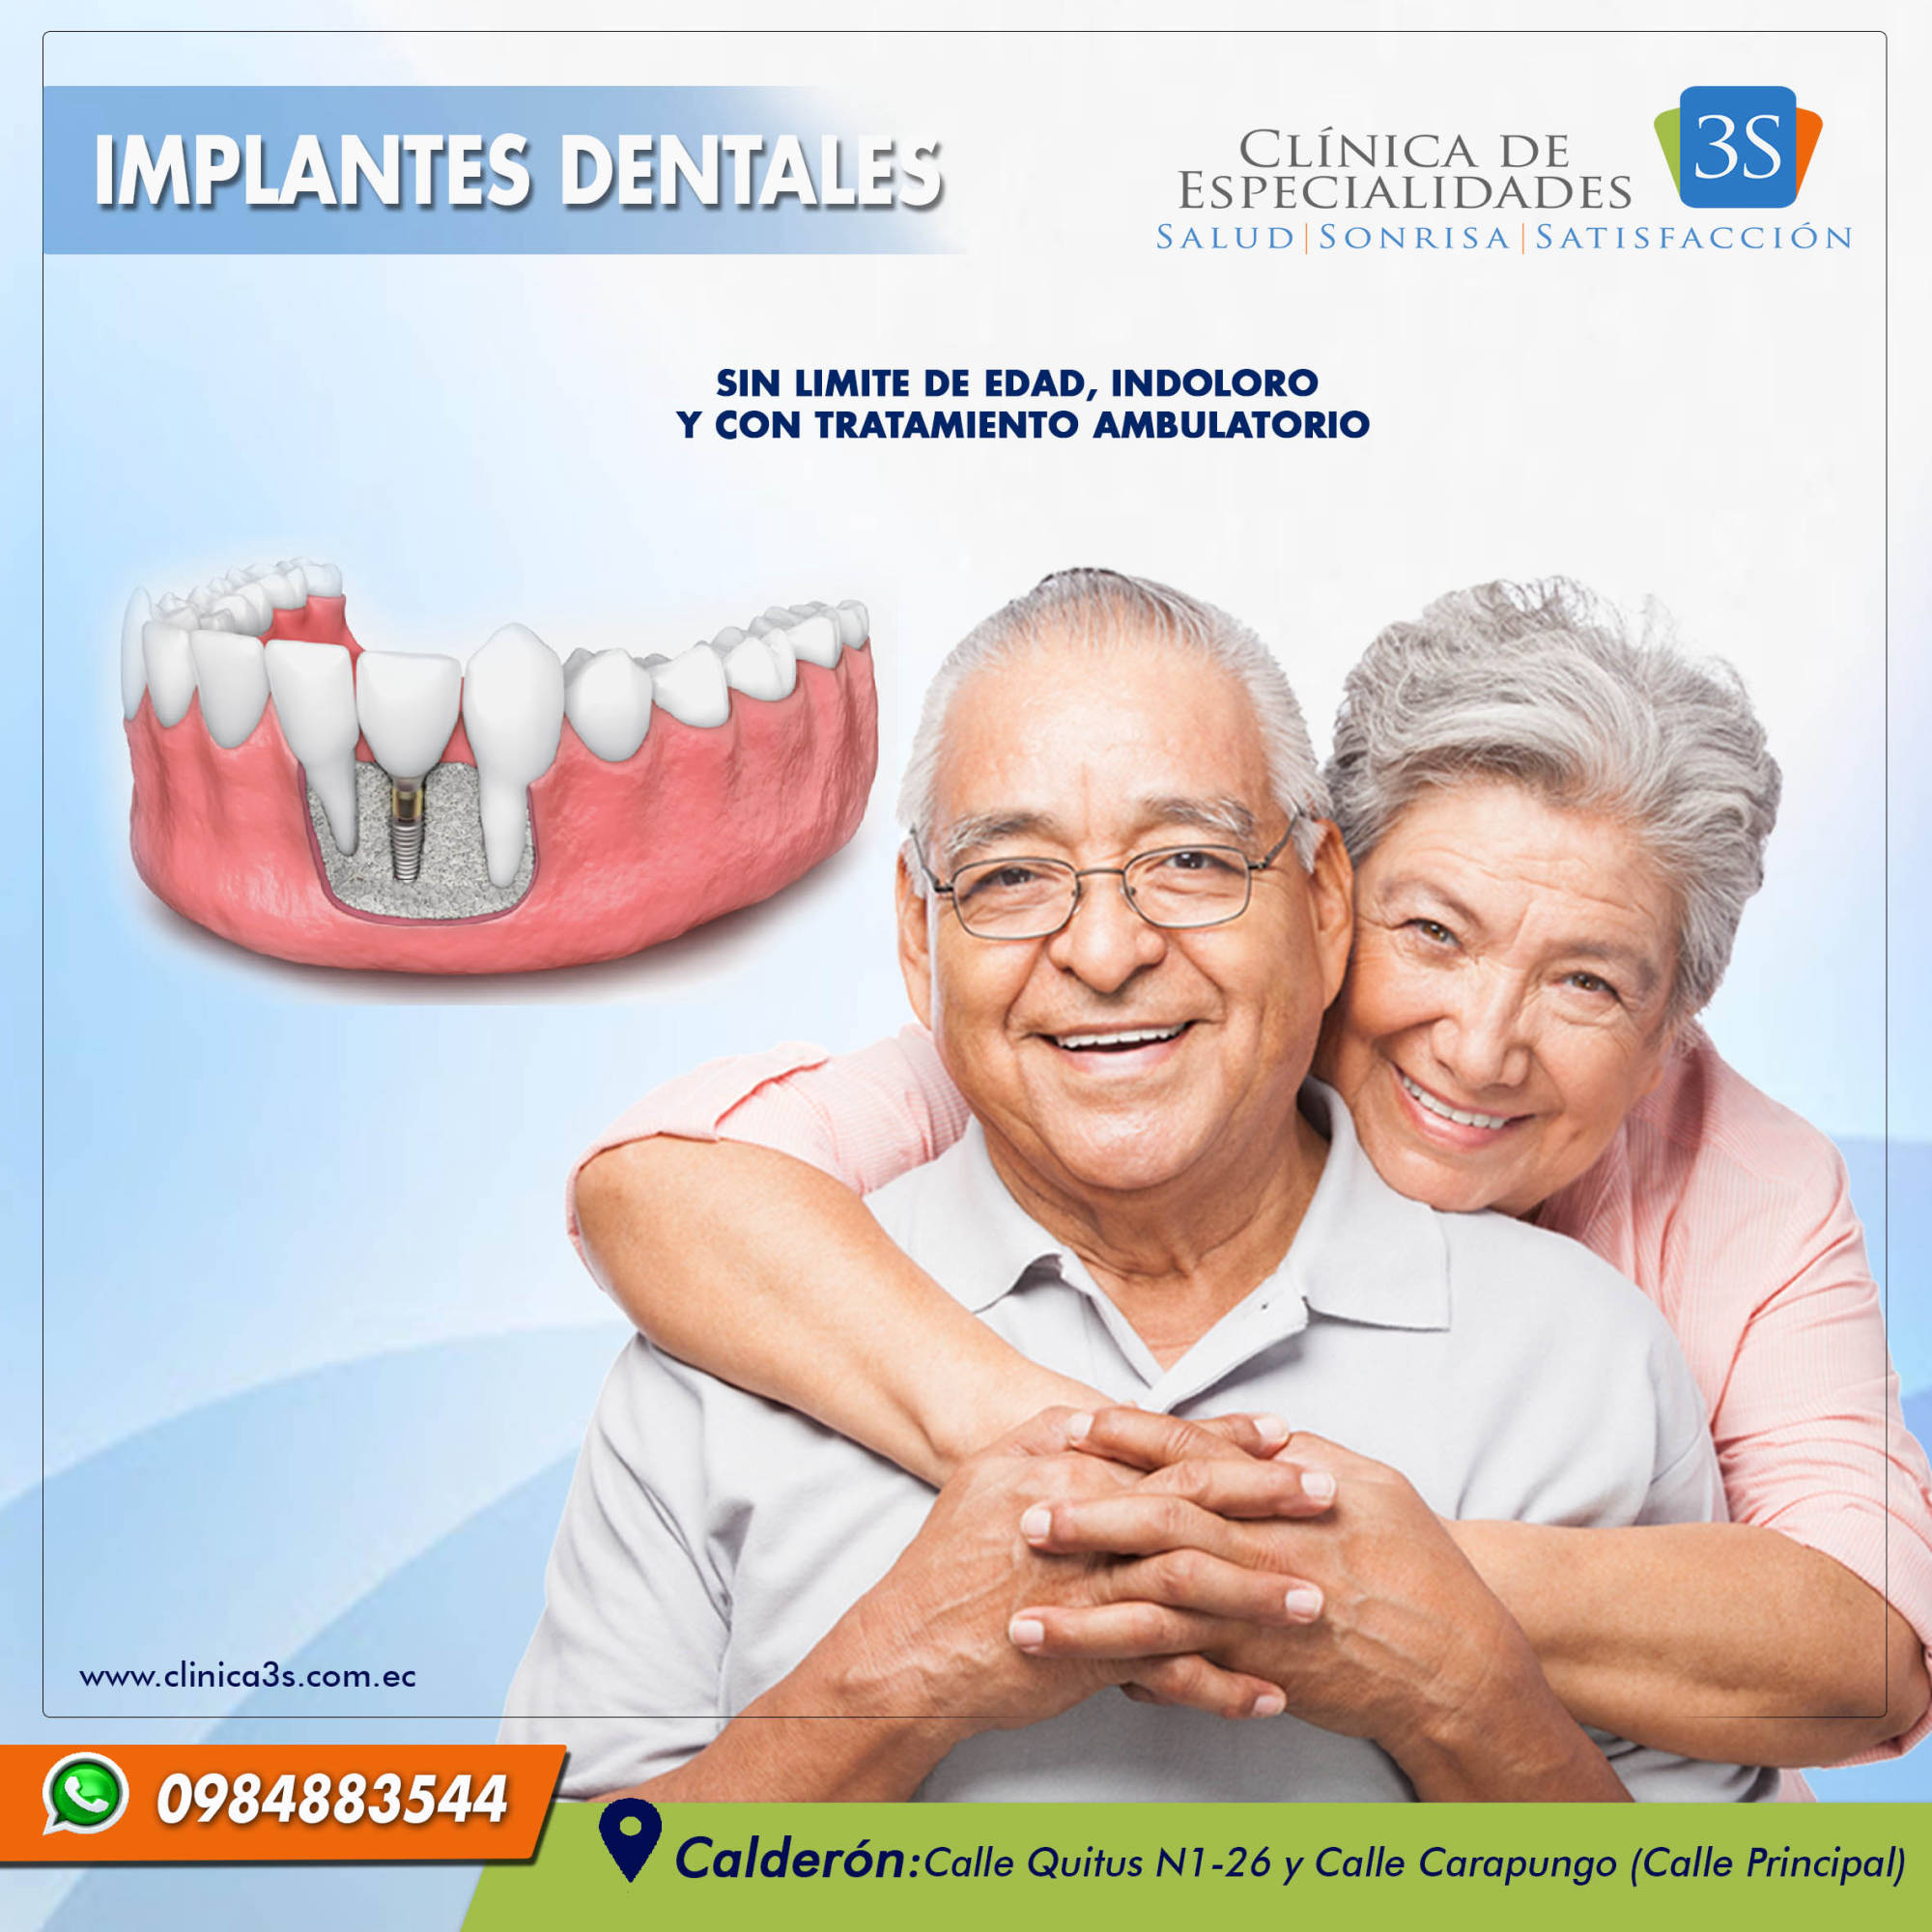 IMPLANTES DENTALES
CLÍNICA DE
ESPECIALIDADES
3S
SALUD|SONRISA|SATISFACCIÓN
SIN LIMITE DE EDAD, INDOLORO
Y CON TRATAMIENTO AMBULATORIO
www.clinica3s.com.ec
0984883544
Calderón:Calle Quitus N1-26 y Calle Carapungo (Calle Principal)